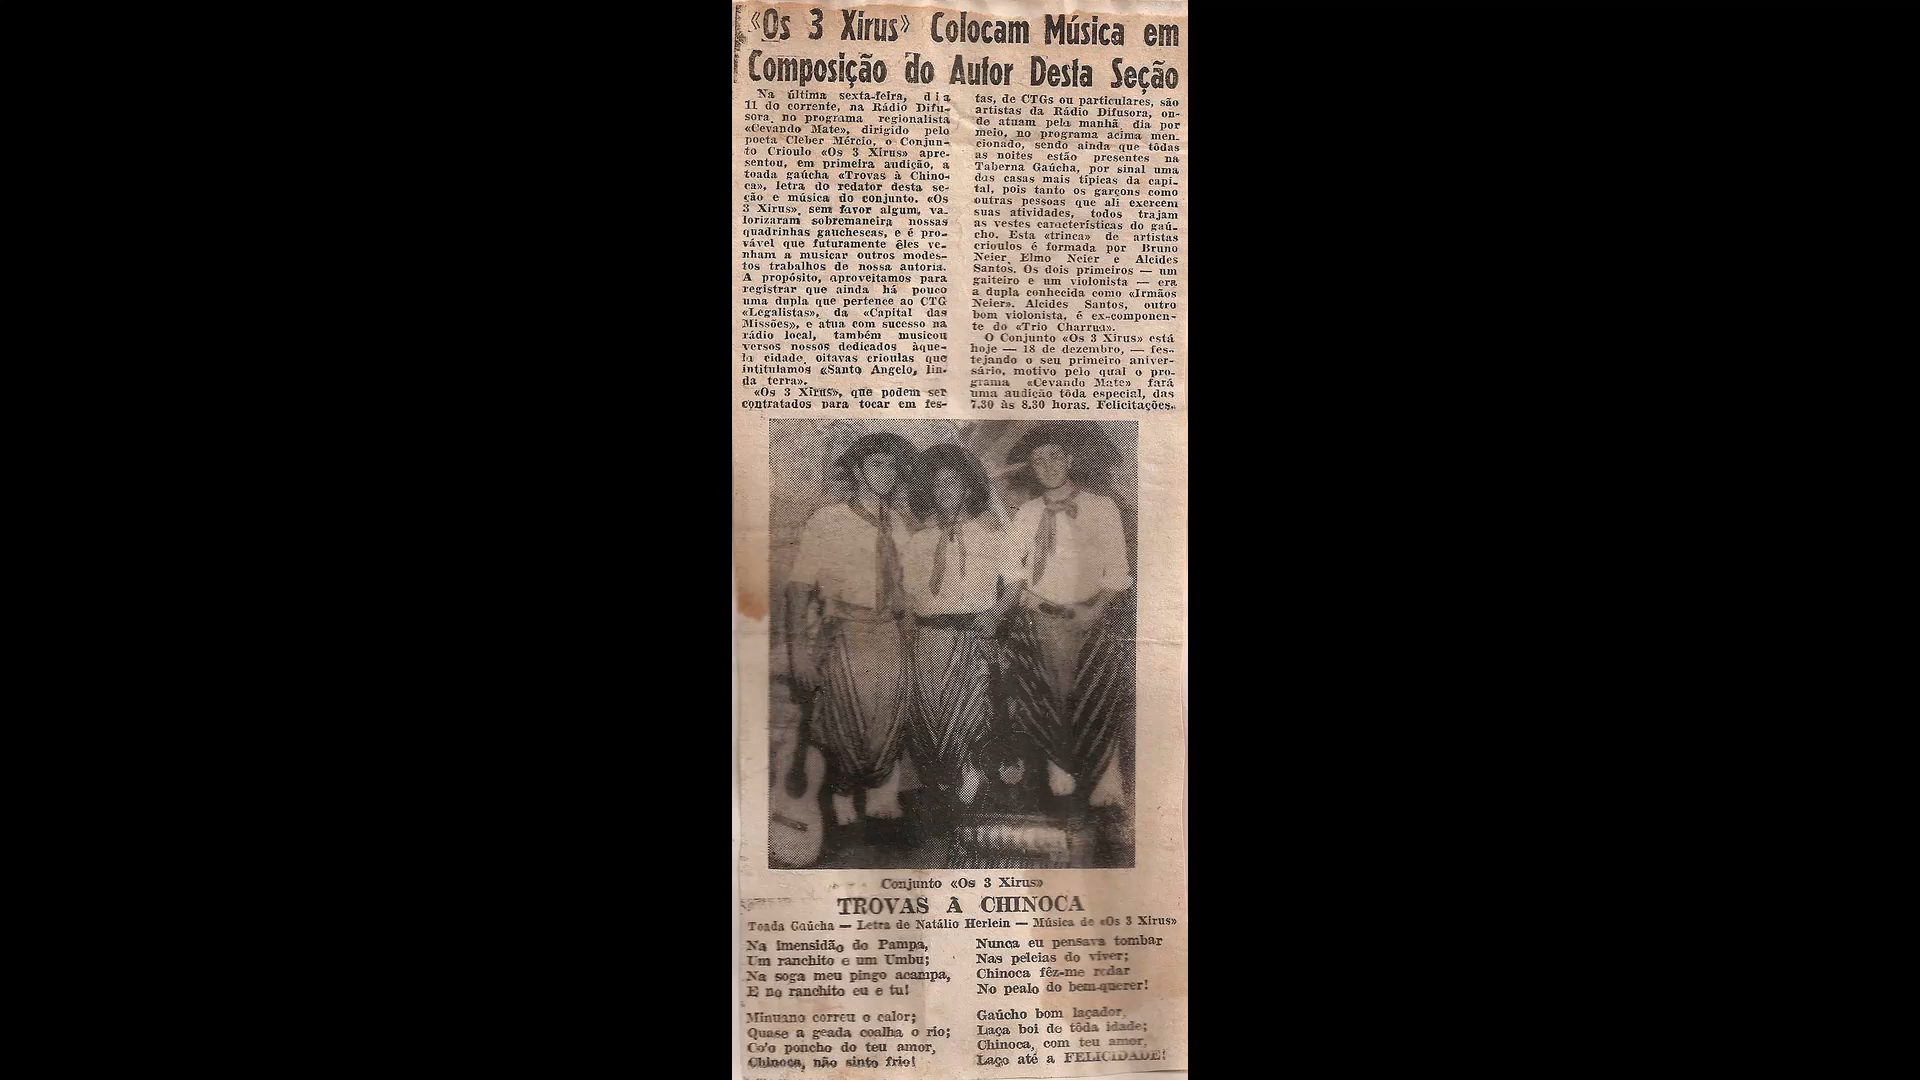 «Os 3 Xirus» Colocam Música em
Composição do Autor Desta Seção
Na última sexta-feira, dia
11 do corrente, na Rádio Difu-
sora, no programa regionalista
«Cevando Mate», dirigido pelo
poeta Cleber Mércio, o Conjun-
to Crioulo «Os 3 Xirus» apre-
sentou, em primeira audição, a
toada gaúcha «Trovas à Chino-
ca», letra do redator desta se-
ção e música do conjunto. «Os
3 Xirus», sem favor algum, va-
lorizaram sobremaneira nossas
quadrinhas gauchescas, e é pro-
vável que futuramente êles ve-
nham a musicar outros modes-
tos trabalhos de nossa autoria.
A propósito, aproveitamos para
registrar que ainda há pouco
uma dupla que pertence ao CTG
«Legalistas», da «Capital das
Missões», e atua com sucesso na
rádio local, também musicou
versos nossos dedicados àque-
la cidade, oitavas crioulas que
intitulamos «Santo Angelo, lin-
da terra».
«Os 3 Xirus», que podem ser
contratados para tocar em fes-
tas, de CTGs ou particulares, são
artistas da Rádio Difusora, on-
de atuam pela manhã, dia por
meio, no programa acima men-
cionado, sendo ainda que tôdas
as noites estão presentes na
Taberna Gaúcha, por sinal uma
das casas mais típicas da capi-
tal, pois tanto os garçons como
outras pessoas que ali exercem
suas atividades, todos trajam
as vestes características do gaú-
cho. Esta «trinca» de artistas
crioulos é formada por Bruno
Neier, Elmo Neier e Alcides
Santos. Os dois primeiros — um
gaiteiro e um violonista — era
a dupla conhecida como «Irmãos
Neier». Alcides Santos, outro
bom violonista, é ex-componen-
te do «Trio Charrua».
O Conjunto «Os 3 Xirus» está
hoje — 18 de dezembro, — fes-
tejando o seu primeiro aniver-
sário, motivo pelo qual o pro-
grama «Cevando Mate» fará
uma audição tôda especial, das
7,30 às 8,30 horas. Felicitações.
Conjunto «Os 3 Xirus»
TROVAS À CHINOCA
Toada Gaúcha — Letra de Natálio Herlein — Música de «Os 3 Xirus»
Na imensidão do Pampa,
Um ranchito e um Umbu;
Na soga meu pingo acampa,
E no ranchito eu e tu!
Minuano correu o calor;
Quase a geada coalha o rio;
Co'o poncho do teu amor,
Chinoca, não sinto frio!
Nunca eu pensava tombar
Nas peleias do viver;
Chinoca fêz-me rodar
No pealo do bem-querer!
Gaúcho bom laçador,
Laça boi de tôda idade;
Chinoca, com teu amor,
Laço até a FELICIDADE!